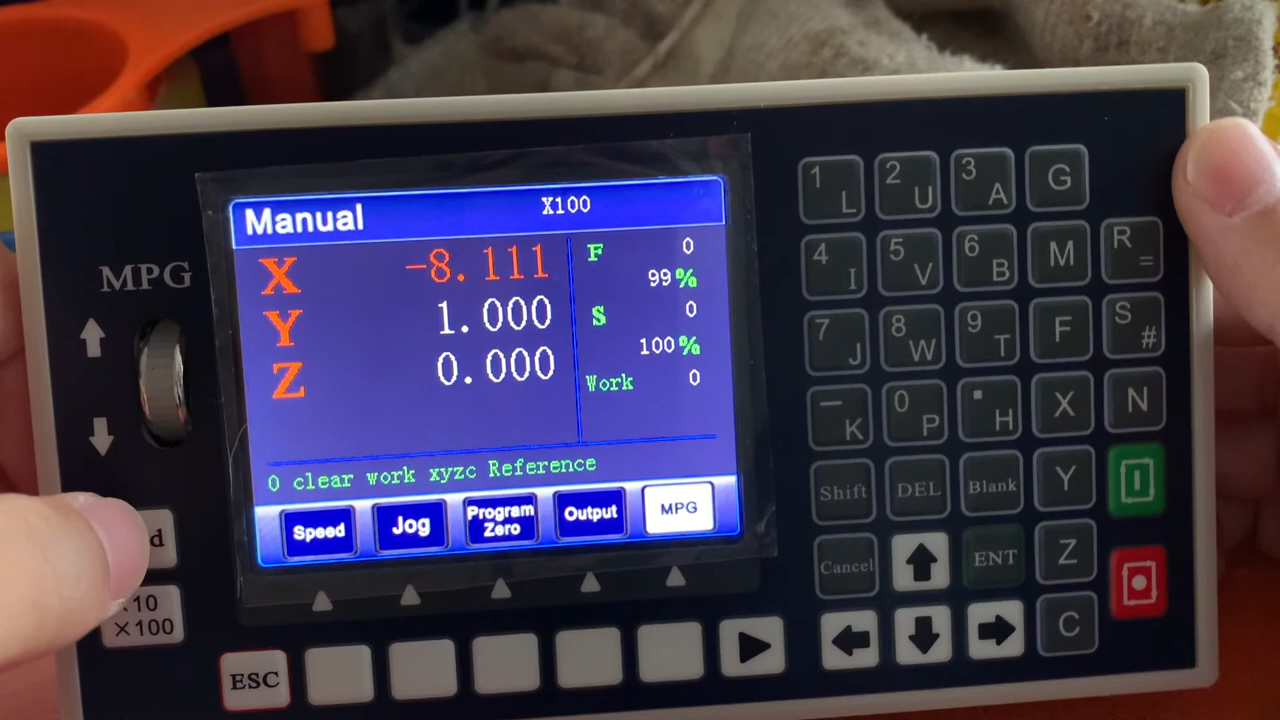 MPG
×10
×100
Manual X100
X -8.111
Y 1.000
Z 0.000
F 0
99%
S 0
100%
Work 0
0 clear work xyzc Reference
Speed
Jog
Program
Zero
Output
MPG
ESC
1 L
2 U
3 A
G
4 I
5 V
6 B
M
R =
7 J
8 W
9 T
F
S #
- K
0 P
. H
X
N
Shift
DEL
Blank
Y
Cancel
ENT
Z
C